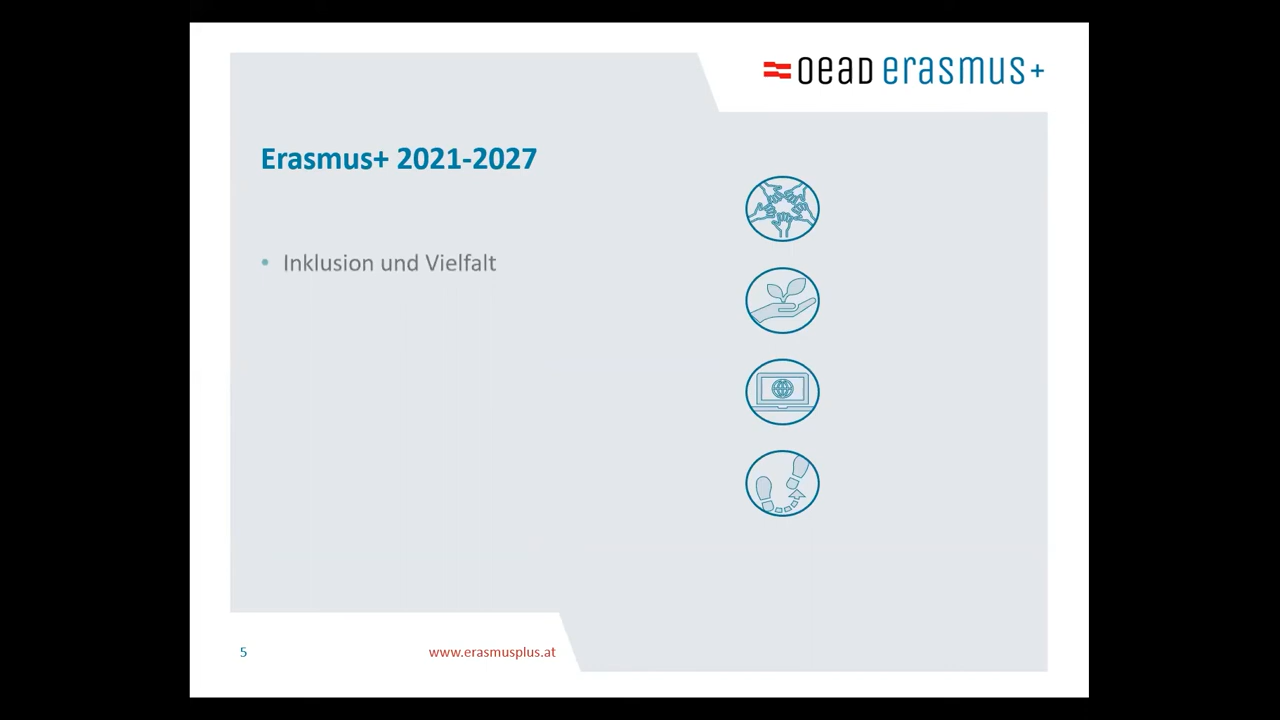 OEAD erasmus+
Erasmus+ 2021-2027
• Inklusion und Vielfalt
5
www.erasmusplus.at